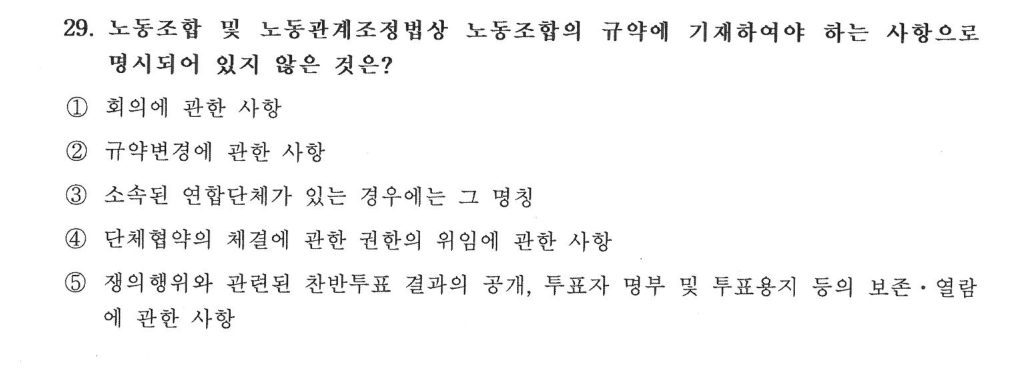 29. 노동조합 및 노동관계조정법상 노동조합의 규약에 기재하여야 하는 사항으로
명시되어 있지 않은 것은?
① 회의에 관한 사항
② 규약변경에 관한 사항
③ 소속된 연합단체가 있는 경우에는 그 명칭
④ 단체협약의 체결에 관한 권한의 위임에 관한 사항
⑤ 쟁의행위와 관련된 찬반투표 결과의 공개, 투표자 명부 및 투표용지 등의 보존·열람
에 관한 사항